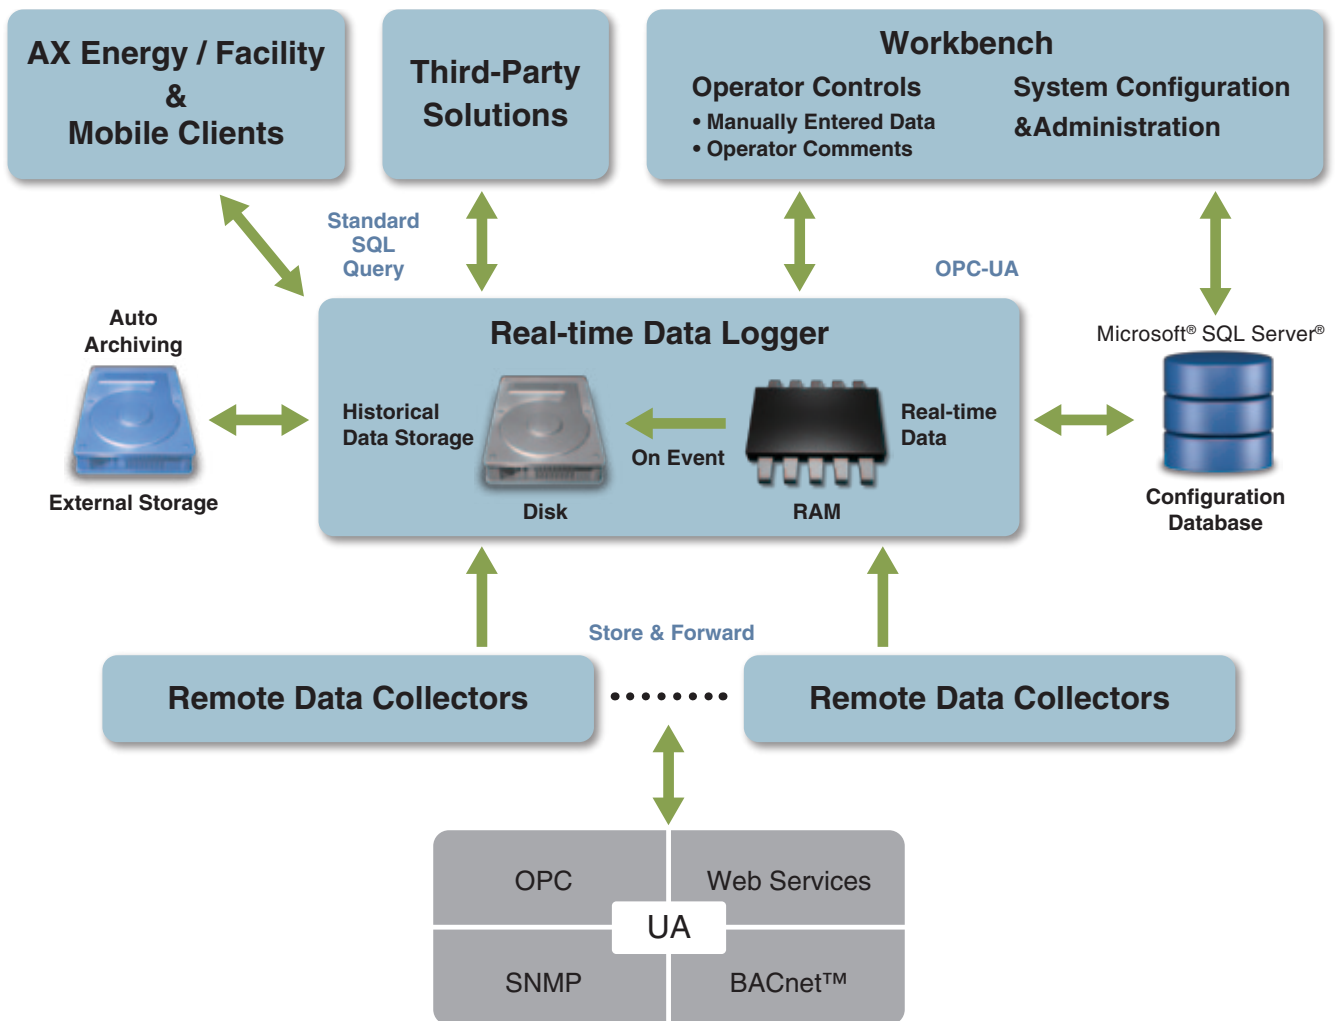 AX Energy / Facility
&
Mobile Clients
Third-Party
Solutions
Workbench
Operator Controls
• Manually Entered Data
• Operator Comments
System Configuration
&Administration
Standard
SQL
Query
OPC-UA
Auto
Archiving
External Storage
Real-time Data Logger
Historical
Data Storage
Disk
On Event
RAM
Real-time
Data
Microsoft® SQL Server®
Configuration
Database
Store & Forward
Remote Data Collectors
Remote Data Collectors
OPC
Web Services
UA
SNMP
BACnet™